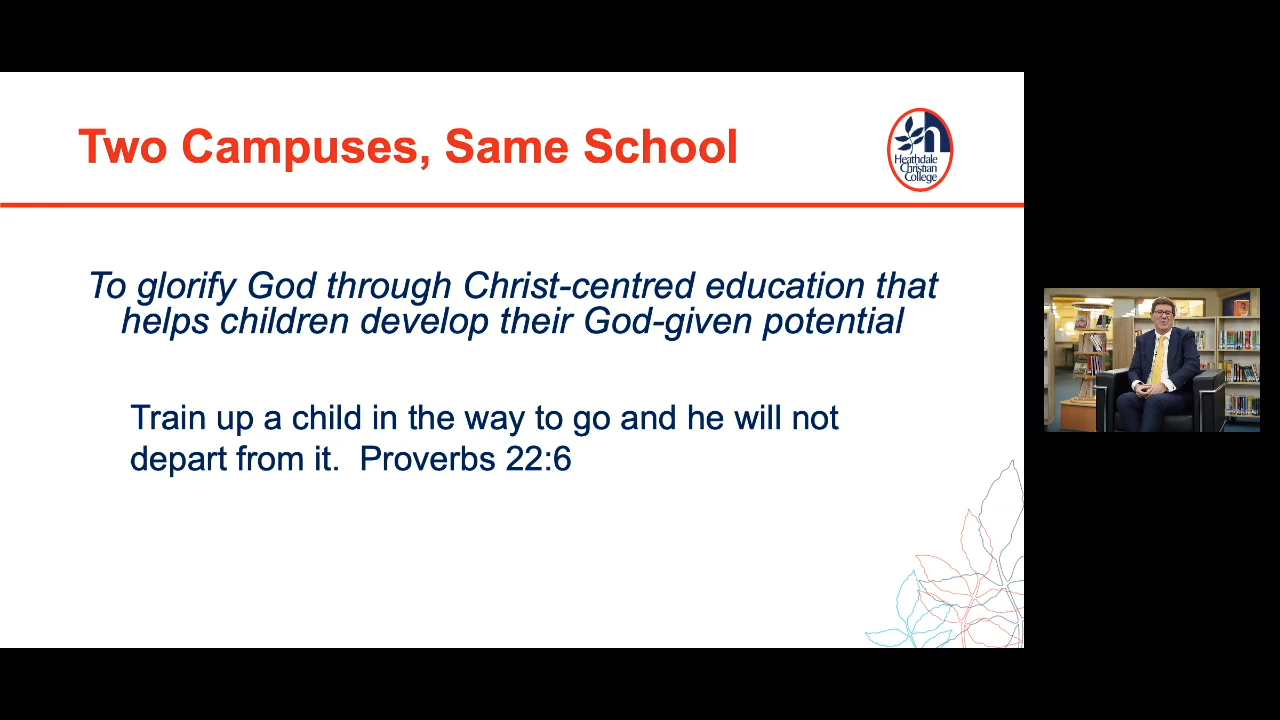 Two Campuses, Same School
Heathdale
Christian
College
To glorify God through Christ-centred education that
helps children develop their God-given potential
Train up a child in the way to go and he will not
depart from it.  Proverbs 22:6